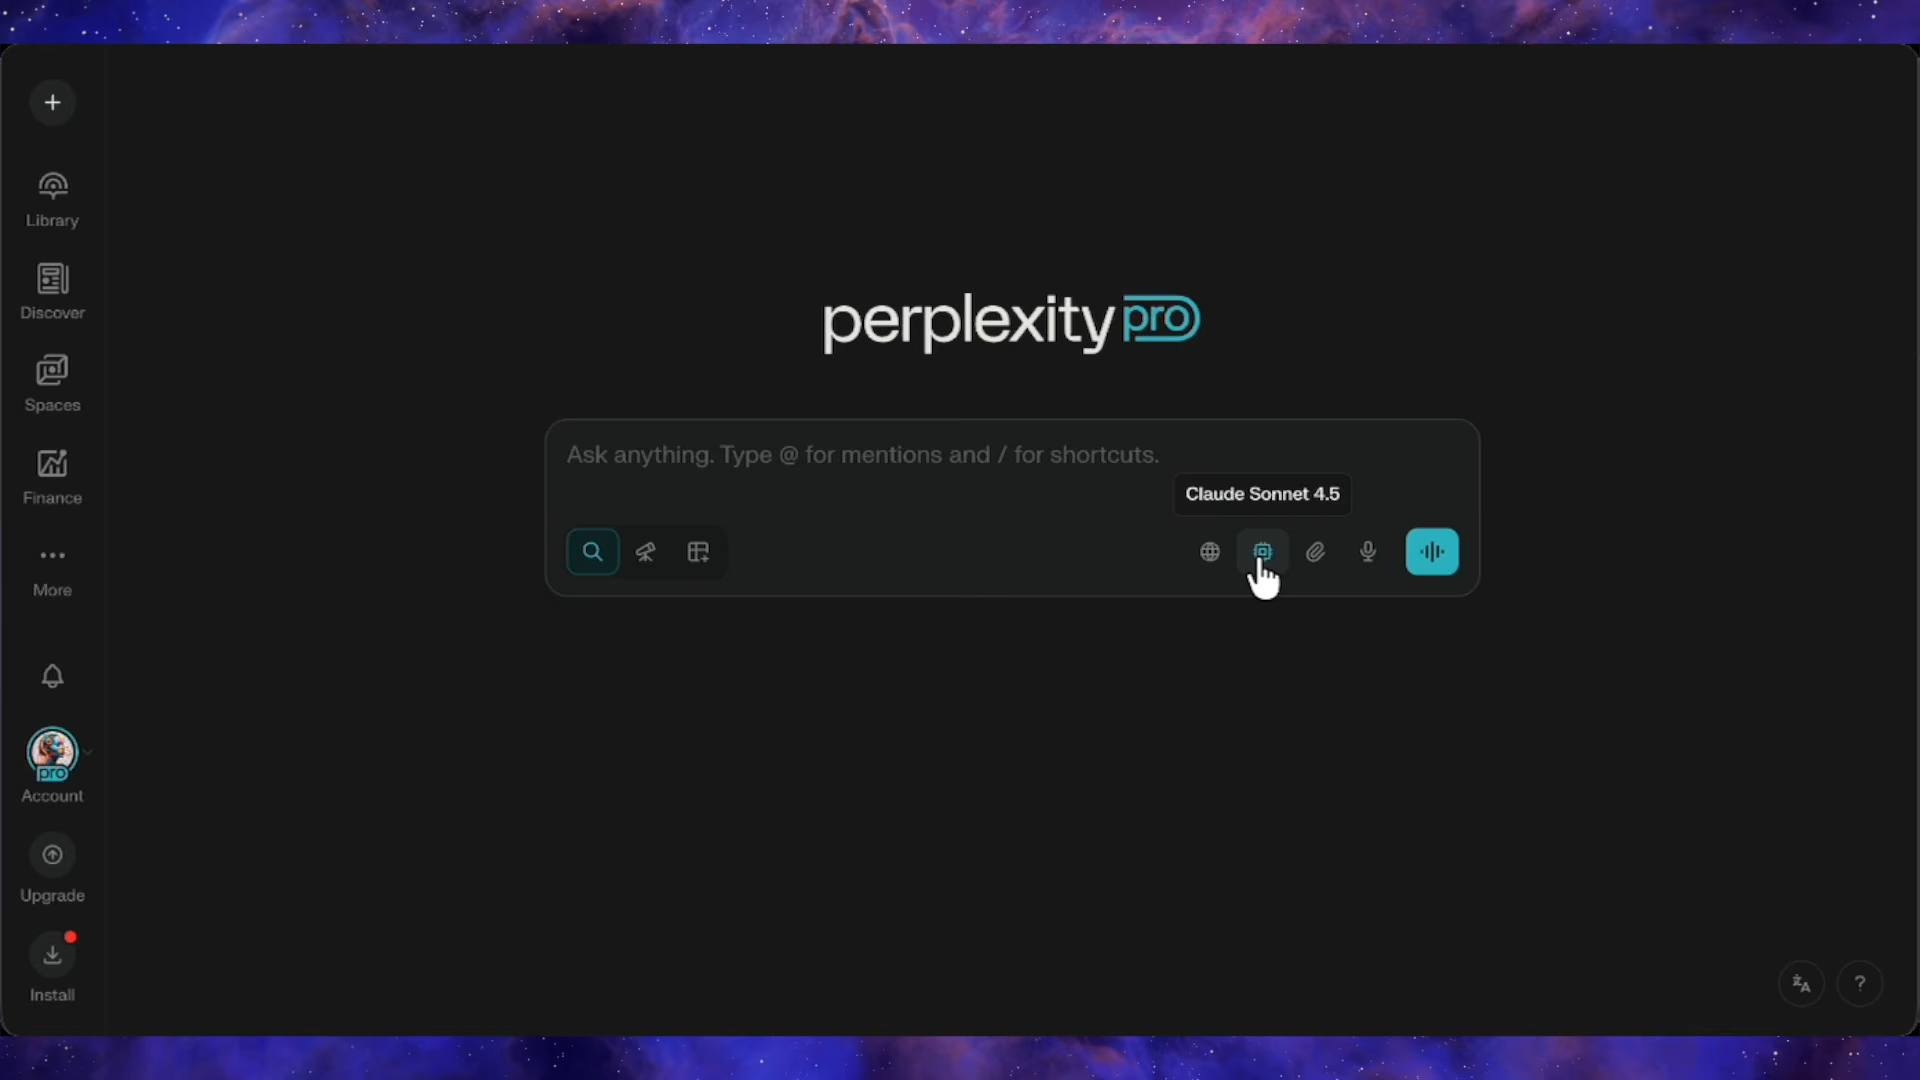 Library
Discover
Spaces
Finance
More
pro
Account
Upgrade
Install
perplexity pro
Ask anything. Type @ for mentions and / for shortcuts.
Claude Sonnet 4.5
?